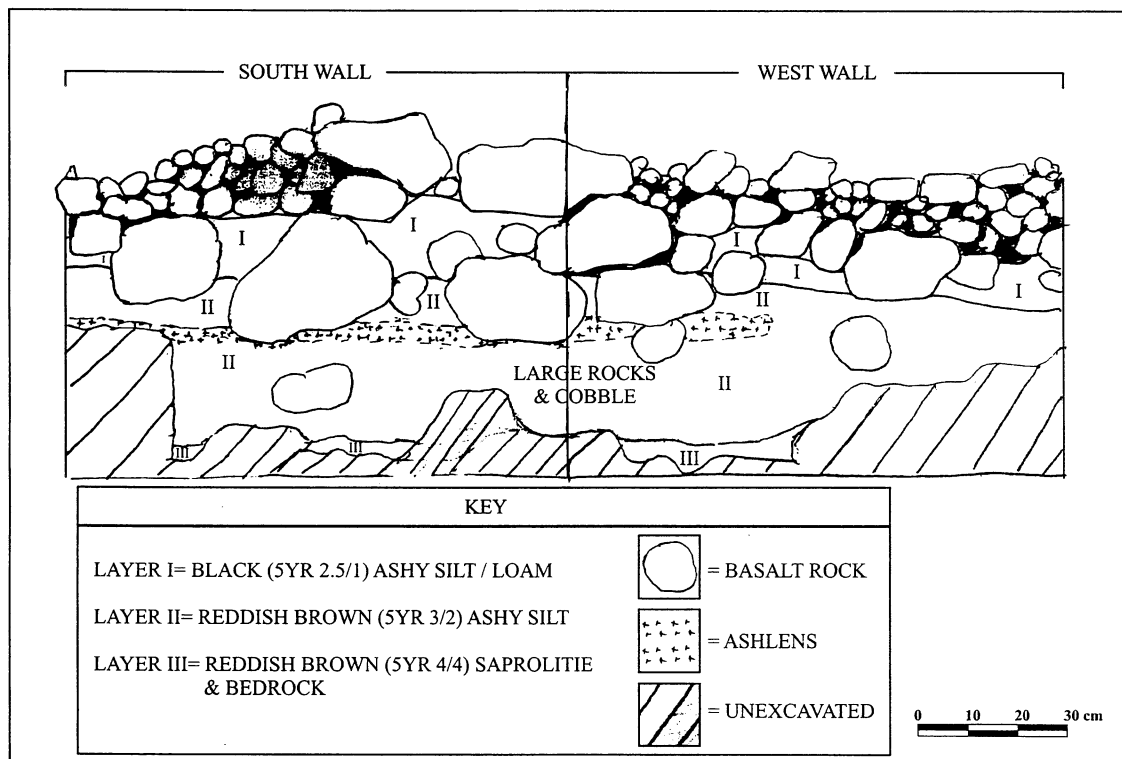 SOUTH WALL
WEST WALL
I
I
I
I
I
I
II
II
II
II
II
LARGE ROCKS
& COBBLE
III
III
III
KEY
LAYER I= BLACK (5YR 2.5/1) ASHY SILT / LOAM
LAYER II= REDDISH BROWN (5YR 3/2) ASHY SILT
LAYER III= REDDISH BROWN (5YR 4/4) SAPROLITIE
& BEDROCK
= BASALT ROCK
= ASHLENS
= UNEXCAVATED
0 10 20 30 cm